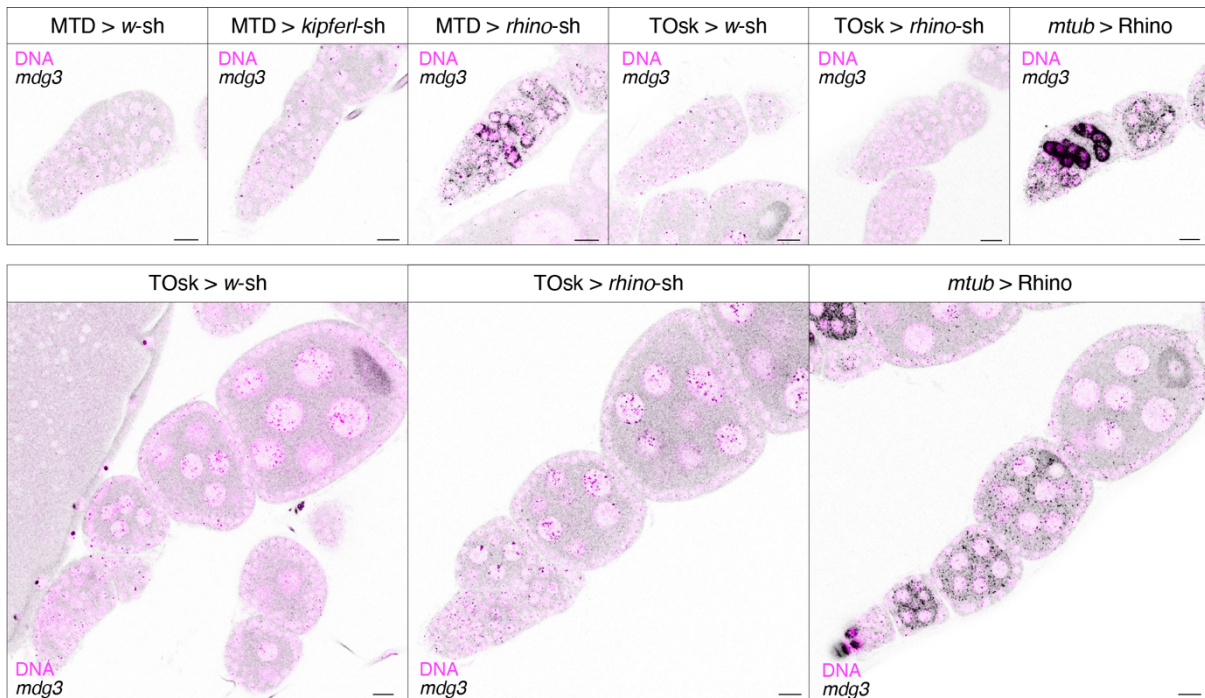 MTD > w-sh
MTD > kipferl-sh
MTD > rhino-sh
TOsk > w-sh
TOsk > rhino-sh
mtub > Rhino
DNA
mdg3
DNA
mdg3
DNA
mdg3
DNA
mdg3
DNA
mdg3
DNA
mdg3
TOsk > w-sh
TOsk > rhino-sh
mtub > Rhino
DNA
mdg3
DNA
mdg3
DNA
mdg3